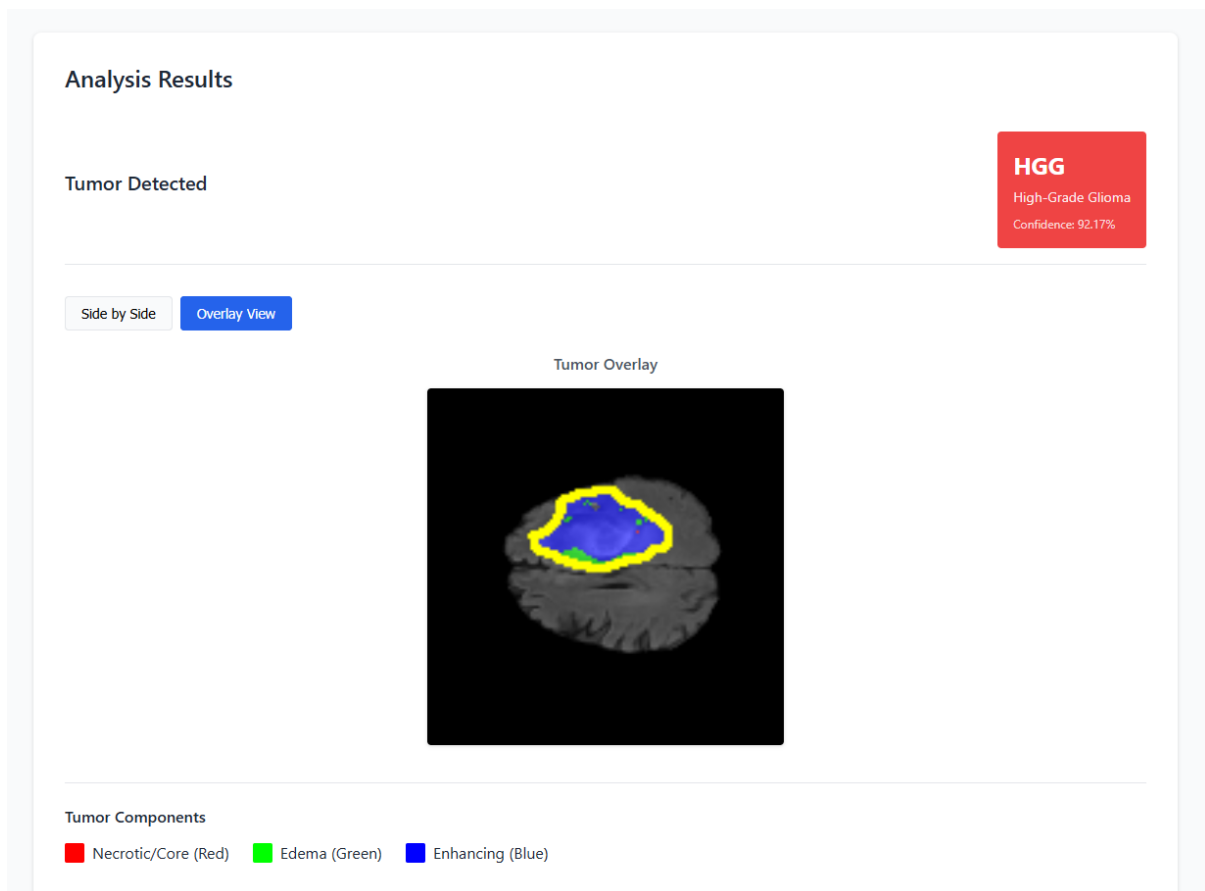 Analysis Results
Tumor Detected
HGG
High-Grade Glioma
Confidence: 92.17%
Side by Side
Overlay View
Tumor Overlay
Tumor Components
Necrotic/Core (Red)
Edema (Green)
Enhancing (Blue)